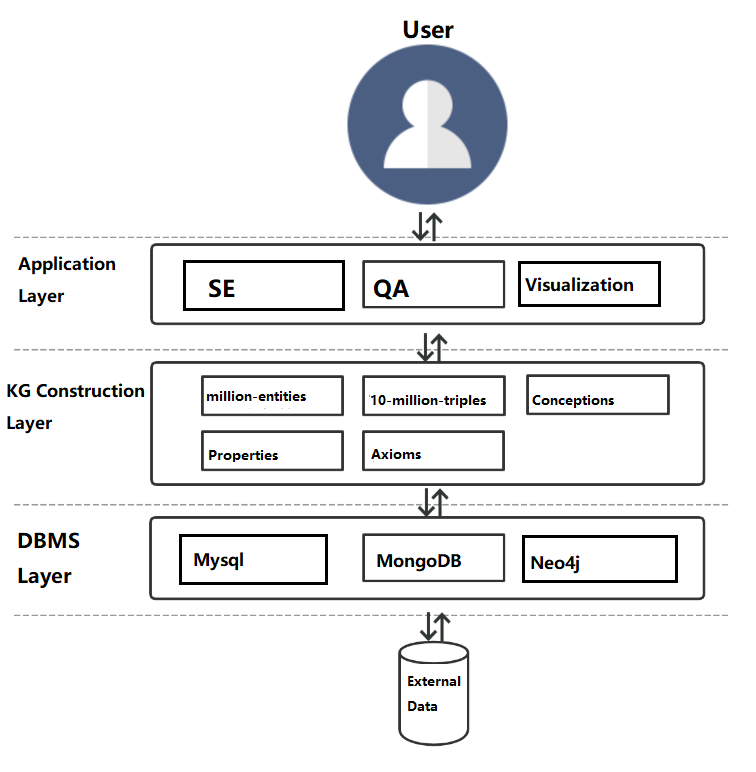 User
Application
Layer
SE
QA
Visualization
KG Construction
Layer
million-entities
10-million-triples
Conceptions
Properties
Axioms
DBMS
Layer
Mysql
MongoDB
Neo4j
External
Data